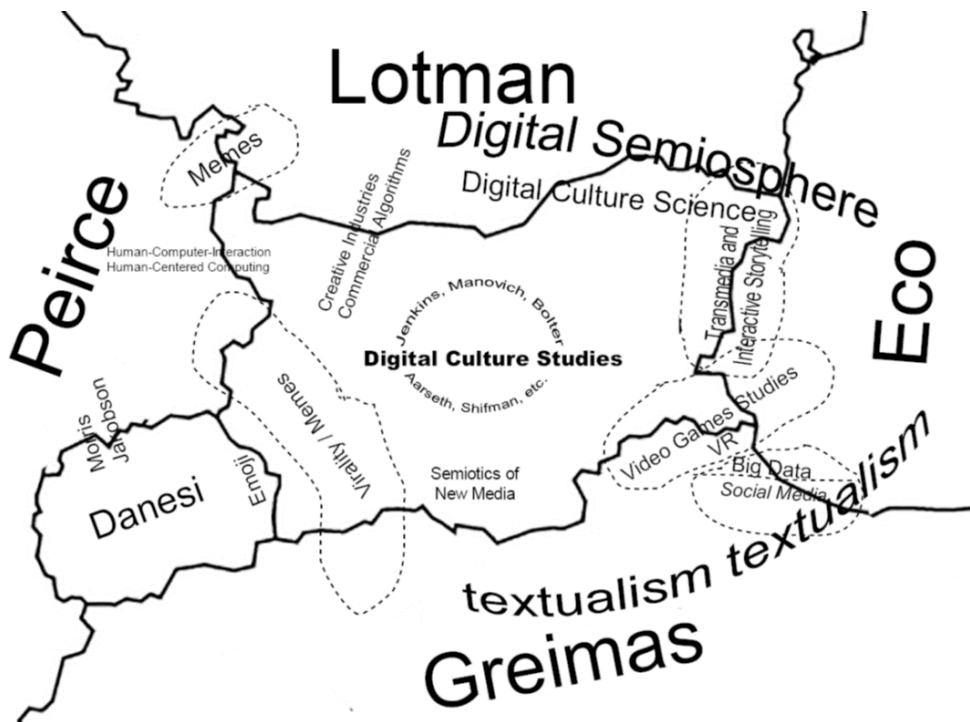 Lotman
Digital Semiosphere
Digital Culture Science
Memes
Creative Industries
Commercial Algorithms
Peirce
Human-Computer-Interaction
Human-Centered Computing
Transmedia and
Interactive Storytelling
Eco
Jenkins, Manovich, Bolter
Digital Culture Studies
Aarseth, Shifman, etc.
Morris
Jakobson
Danesi
Emoji
Virality / Memes
Semiotics of
New Media
Video Games Studies
VR
Big Data
Social Media
textualism textualism
Greimas